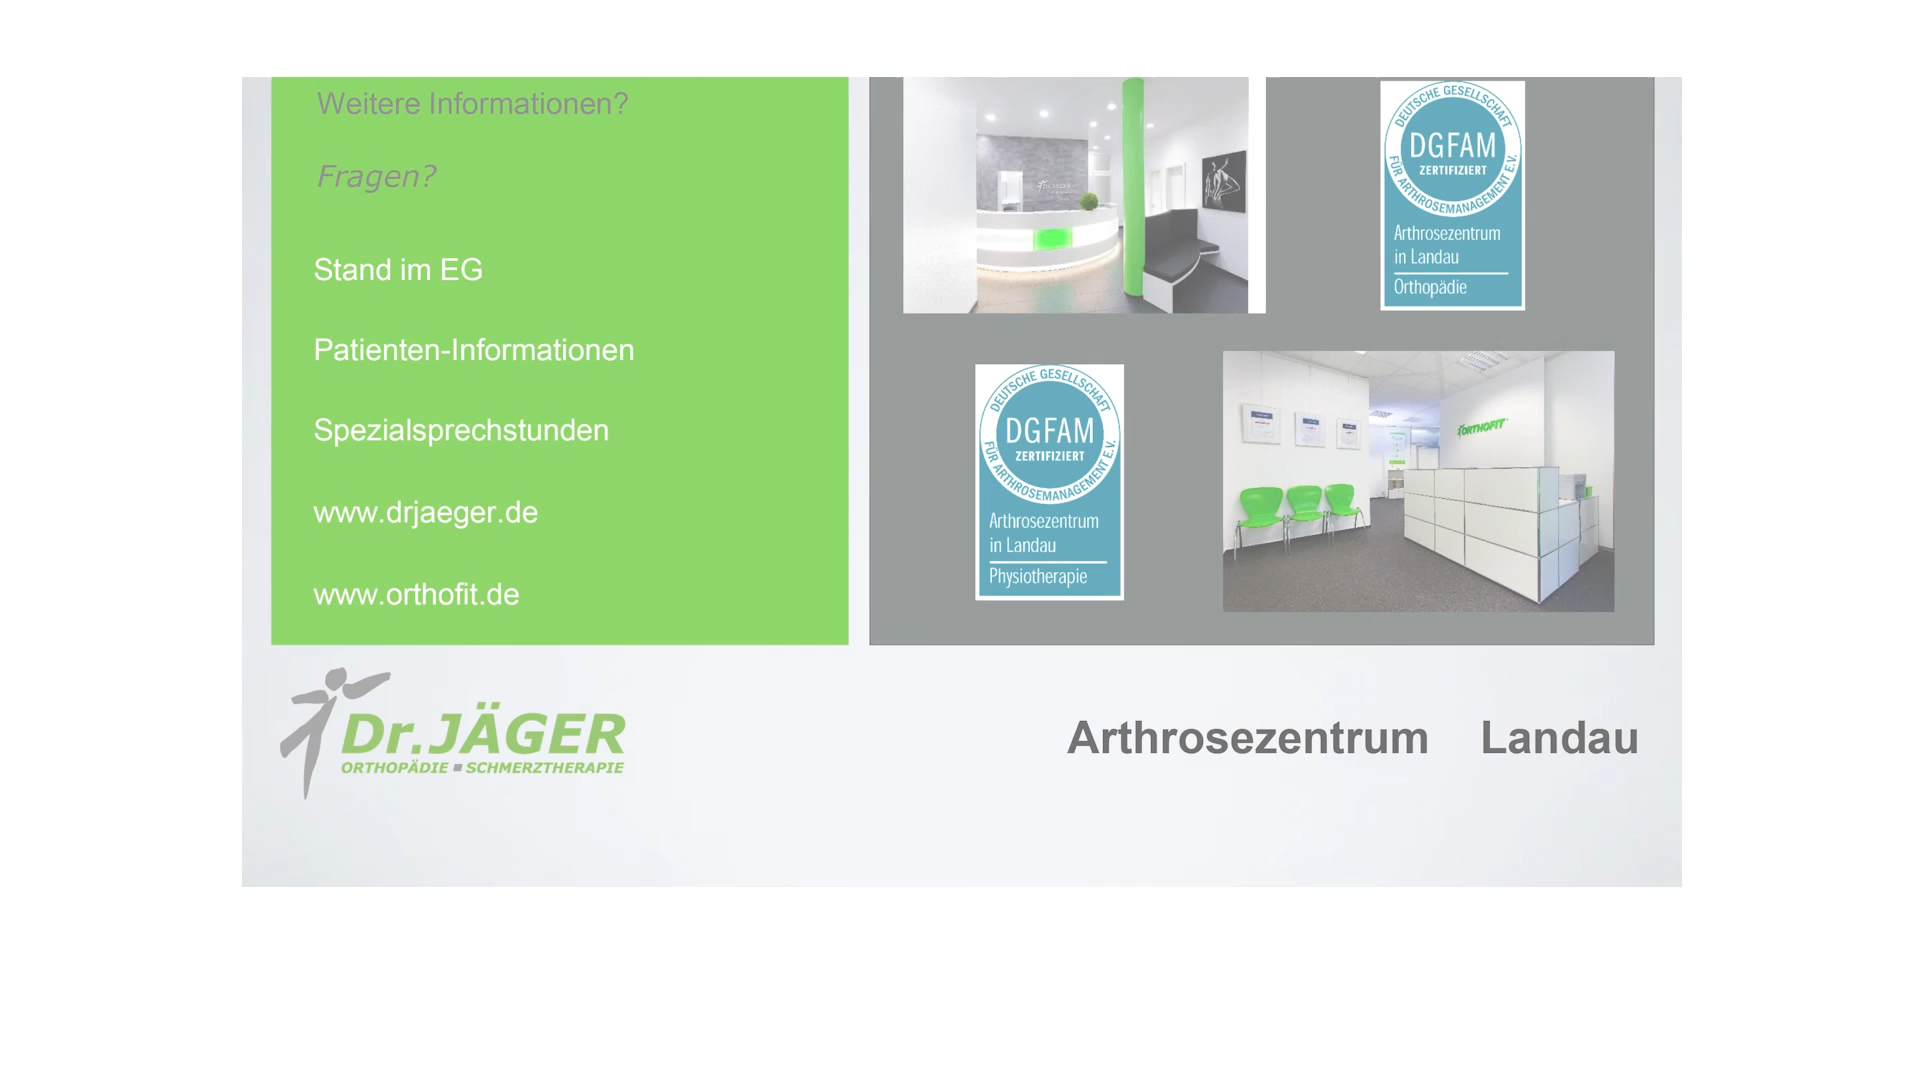 Weitere Informationen?
Fragen?
Stand im EG
Patienten-Informationen
Spezialsprechstunden
www.drjaeger.de
www.orthofit.de
DEUTSCHE GESELLSCHAFT
DGFAM
ZERTIFIZIERT
FÜR ARTHROSEMANAGEMENT E.V.
Arthrosezentrum
in Landau
Orthopädie
DEUTSCHE GESELLSCHAFT
DGFAM
ZERTIFIZIERT
FÜR ARTHROSEMANAGEMENT E.V.
Arthrosezentrum
in Landau
Physiotherapie
ORTHOFIT
Dr.JÄGER
ORTHOPÄDIE ▪ SCHMERZTHERAPIE
Arthrosezentrum Landau